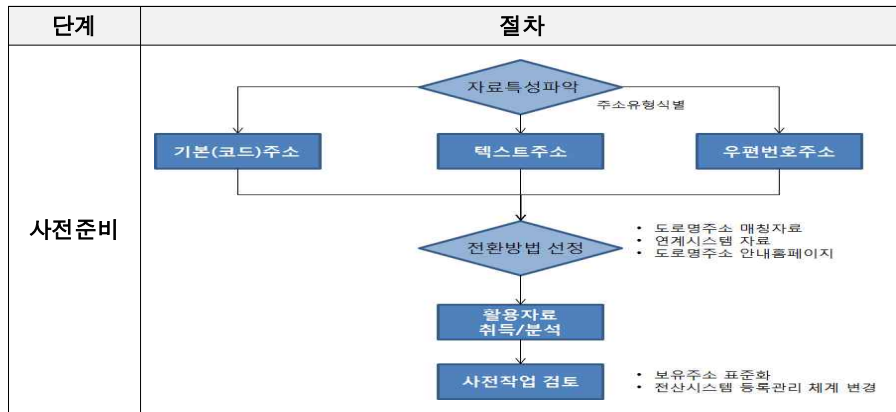 단계
절차
사전준비
자료특성파악
주소유형식별
기본(코드)주소
텍스트주소
우편번호주소
전환방법 선정
• 도로명주소 매칭자료
• 연계시스템 자료
• 도로명주소 안내홈페이지
활용자료
취득/분석
사전작업 검토
• 보유주소 표준화
• 전산시스템 등록관리 체계 변경